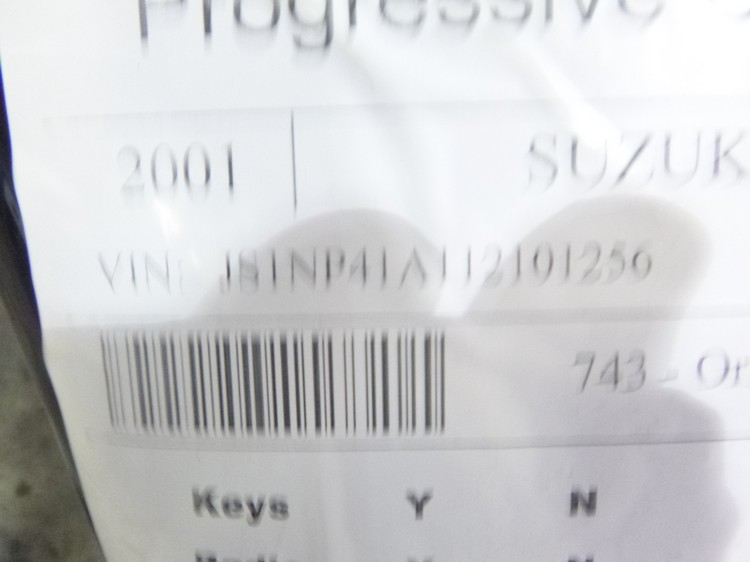 Progressive
2001 SUZUK
VIN: JS1NP41A112101256
743 - Or
Keys Y N